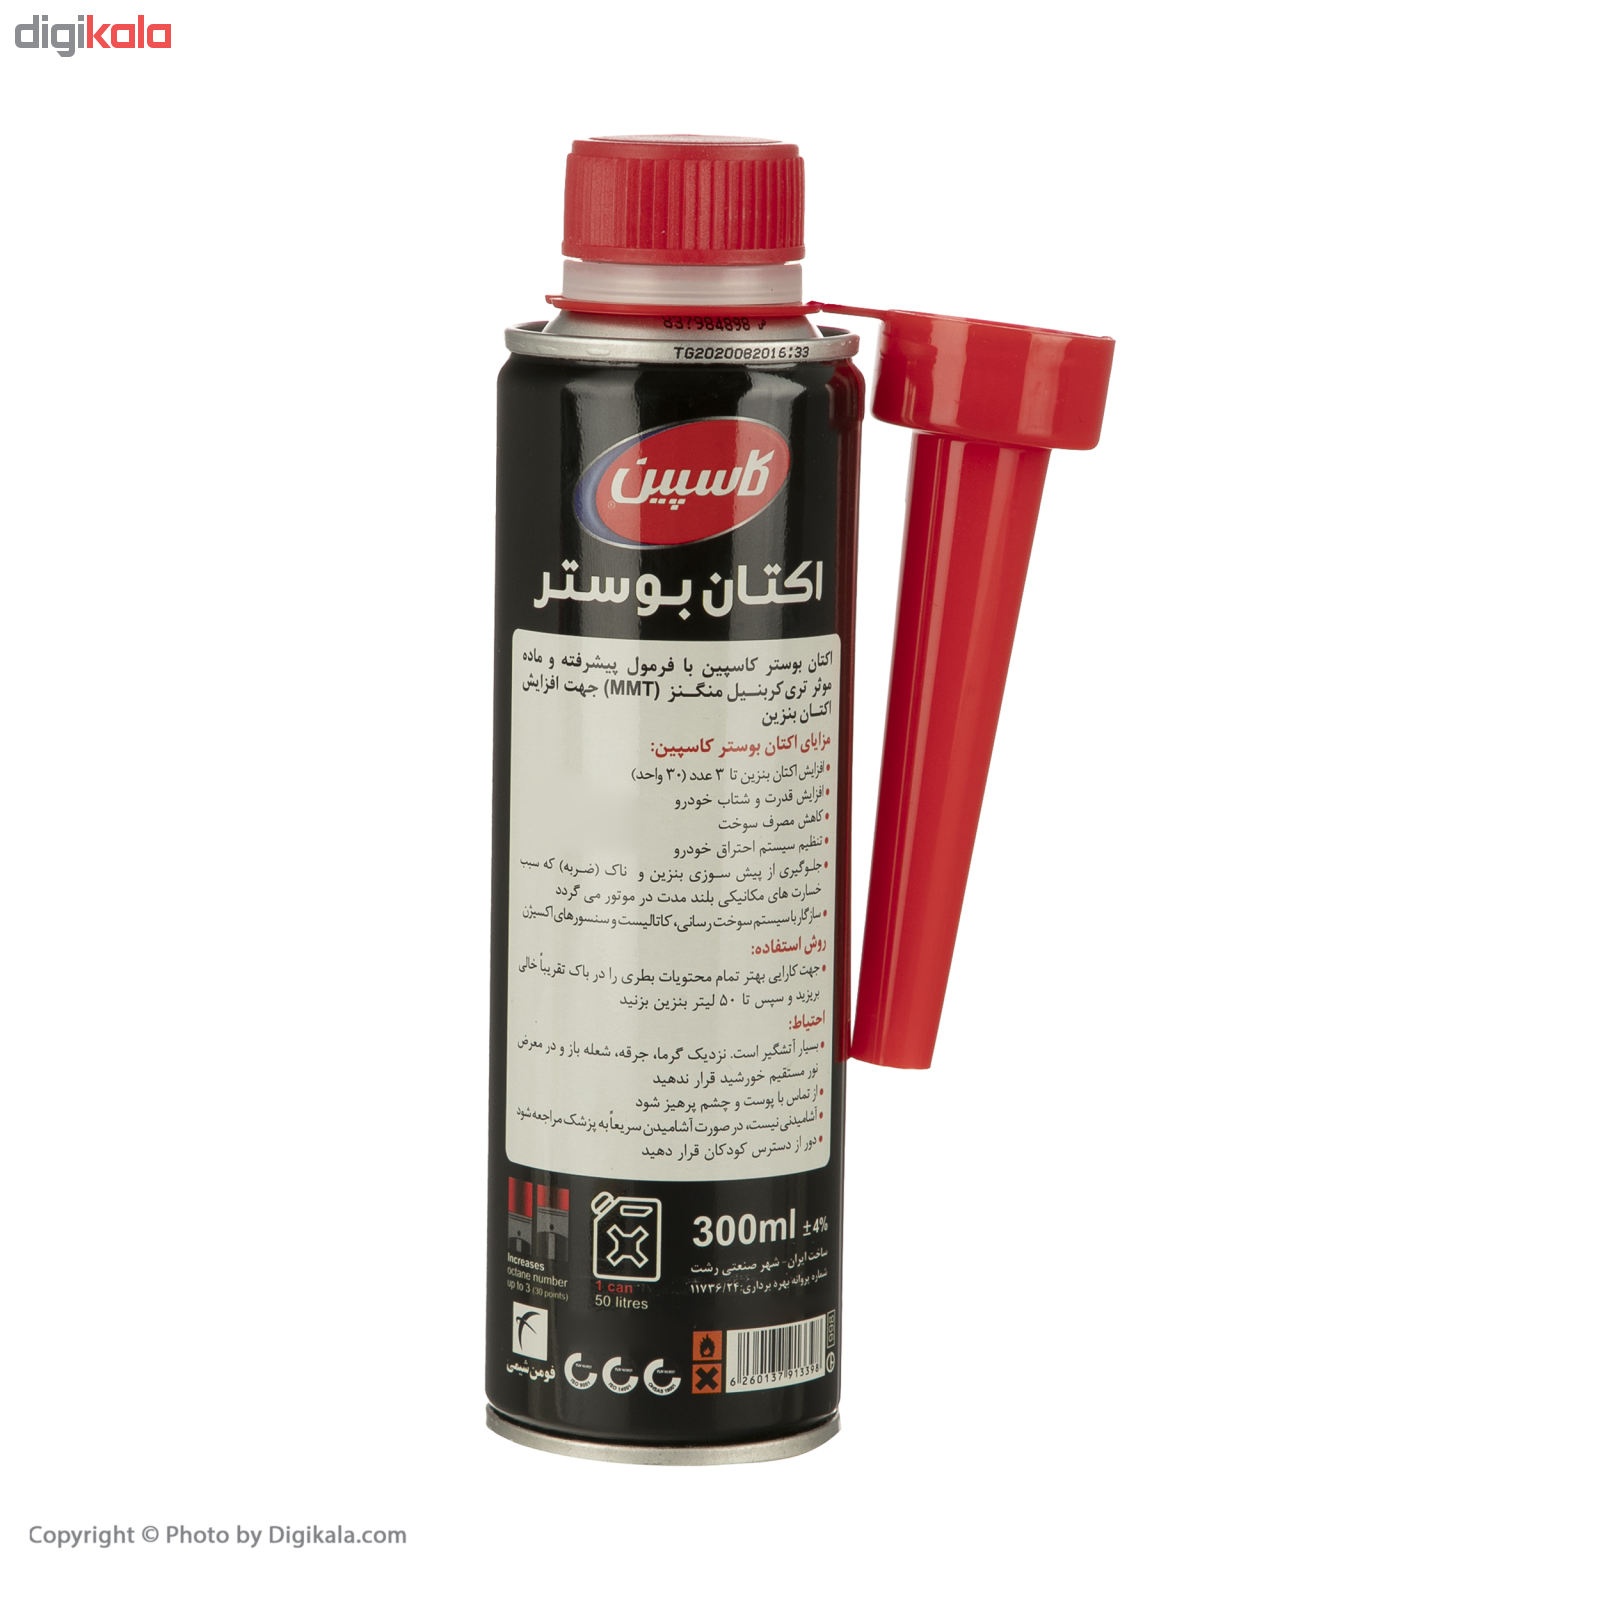 digikala
837984898
TG2020082016:33
کاسپین
اکتان بوستر
اکتان بوستر کاسپین با فرمول پیشرفته و ماده
موثر تری کربنیل منگنز (MMT) جهت افزایش
اکتان بنزین
مزایای اکتان بوستر کاسپین:
• افزایش اکتان بنزین تا ۳ عدد (۳۰ واحد)
• افزایش قدرت و شتاب خودرو
• کاهش مصرف سوخت
• تنظیم سیستم احتراق خودرو
• جلوگیری از پیش سوزی بنزین و ناک (ضربه) که سبب
خسارت های مکانیکی بلند مدت در موتور می گردد
• سازگار با سیستم سوخت رسانی، کاتالیست و سنسورهای اکسیژن
روش استفاده:
• جهت کارایی بهتر تمام محتویات بطری را در باک تقریباً خالی
بریزید و سپس تا ۵۰ لیتر بنزین بزنید
احتیاط:
• بسیار آتشگیر است. نزدیک گرما، جرقه، شعله باز و در معرض
نور مستقیم خورشید قرار ندهید
• از تماس با پوست و چشم پرهیز شود
• آشامیدنی نیست، در صورت آشامیدن سریعاً به پزشک مراجعه شود
• دور از دسترس کودکان قرار دهید
300ml ±4%
ساخت ایران - شهر صنعتی رشت
شماره پروانه بهره برداری: ۱۱۷۳۶/۲۴
Increases
octane number
up to 3 (30 points)
1 can
50 litres
فومن شیمی
ISO 9001
ISO 14001
OHSAS 18001
6260137913398
998
Copyright © Photo by Digikala.com